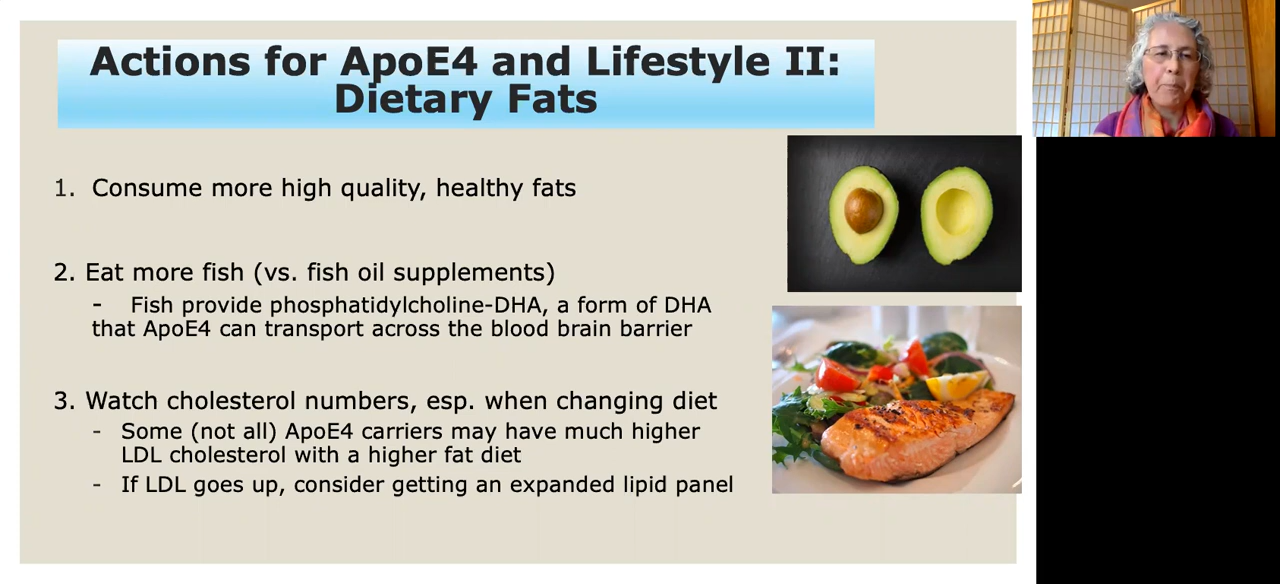 Actions for ApoE4 and Lifestyle II:
Dietary Fats
1. Consume more high quality, healthy fats
2. Eat more fish (vs. fish oil supplements)
- Fish provide phosphatidylcholine-DHA, a form of DHA
that ApoE4 can transport across the blood brain barrier
3. Watch cholesterol numbers, esp. when changing diet
- Some (not all) ApoE4 carriers may have much higher
LDL cholesterol with a higher fat diet
- If LDL goes up, consider getting an expanded lipid panel